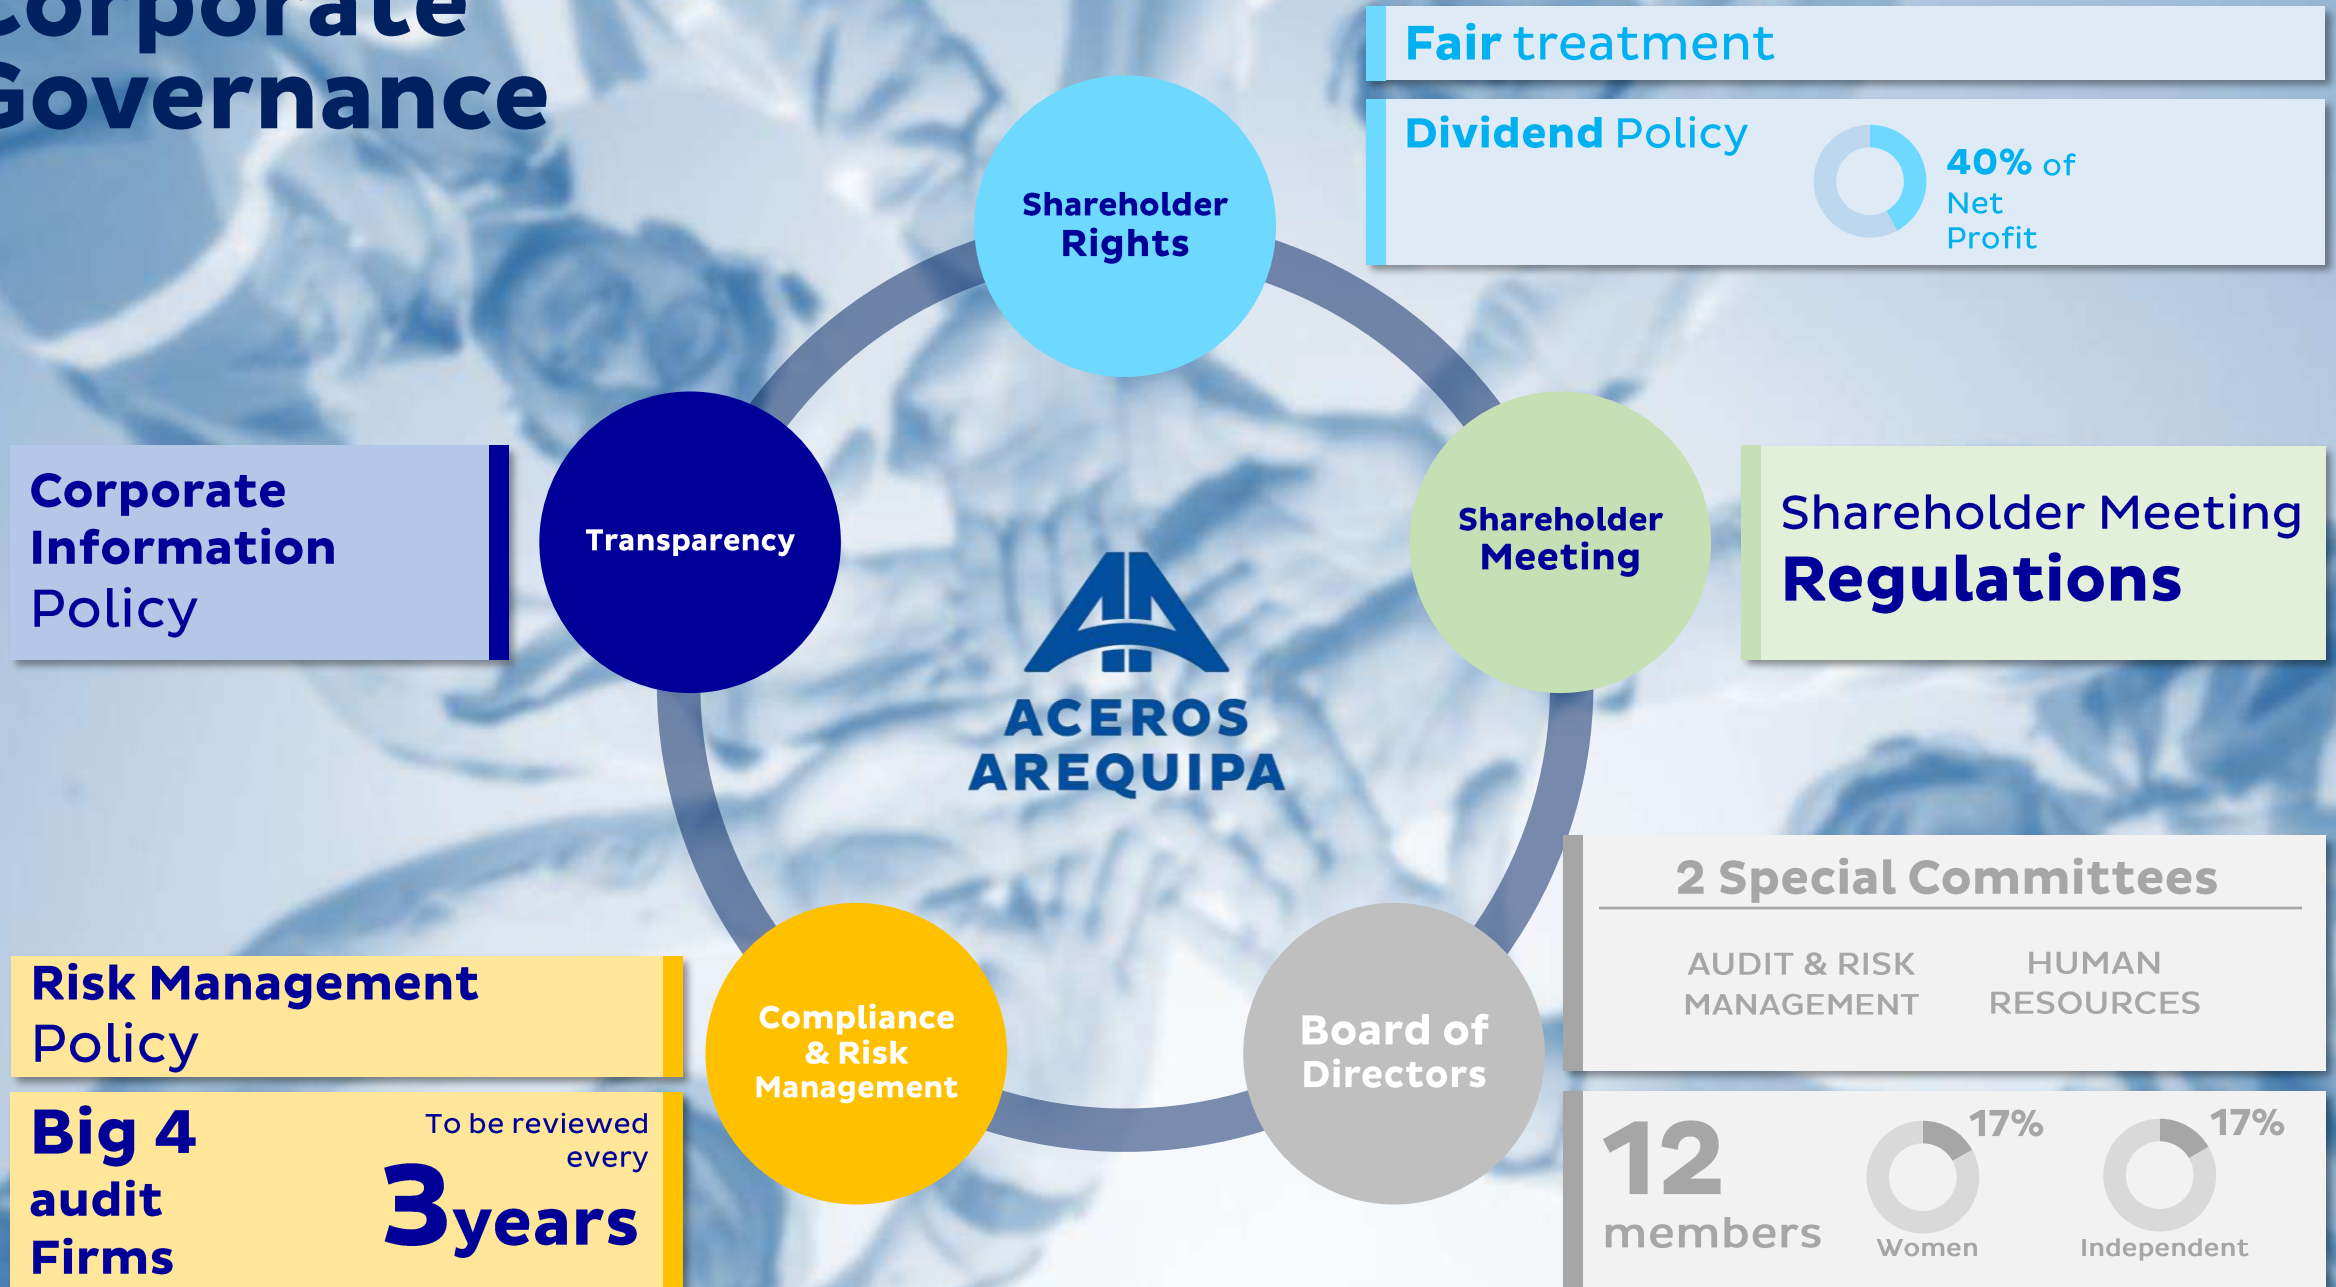 Corporate
Governance
Fair treatment
Dividend Policy
40% of
Net
Profit
Shareholder
Rights
Corporate
Information
Policy
Transparency
Shareholder
Meeting
Shareholder Meeting
Regulations
ACEROS
AREQUIPA
Risk Management
Policy
Big 4
audit
Firms
To be reviewed
every
3years
Compliance
& Risk
Management
Board of
Directors
2 Special Committees
AUDIT & RISK
MANAGEMENT
HUMAN
RESOURCES
12
members
17%
Women
17%
Independent